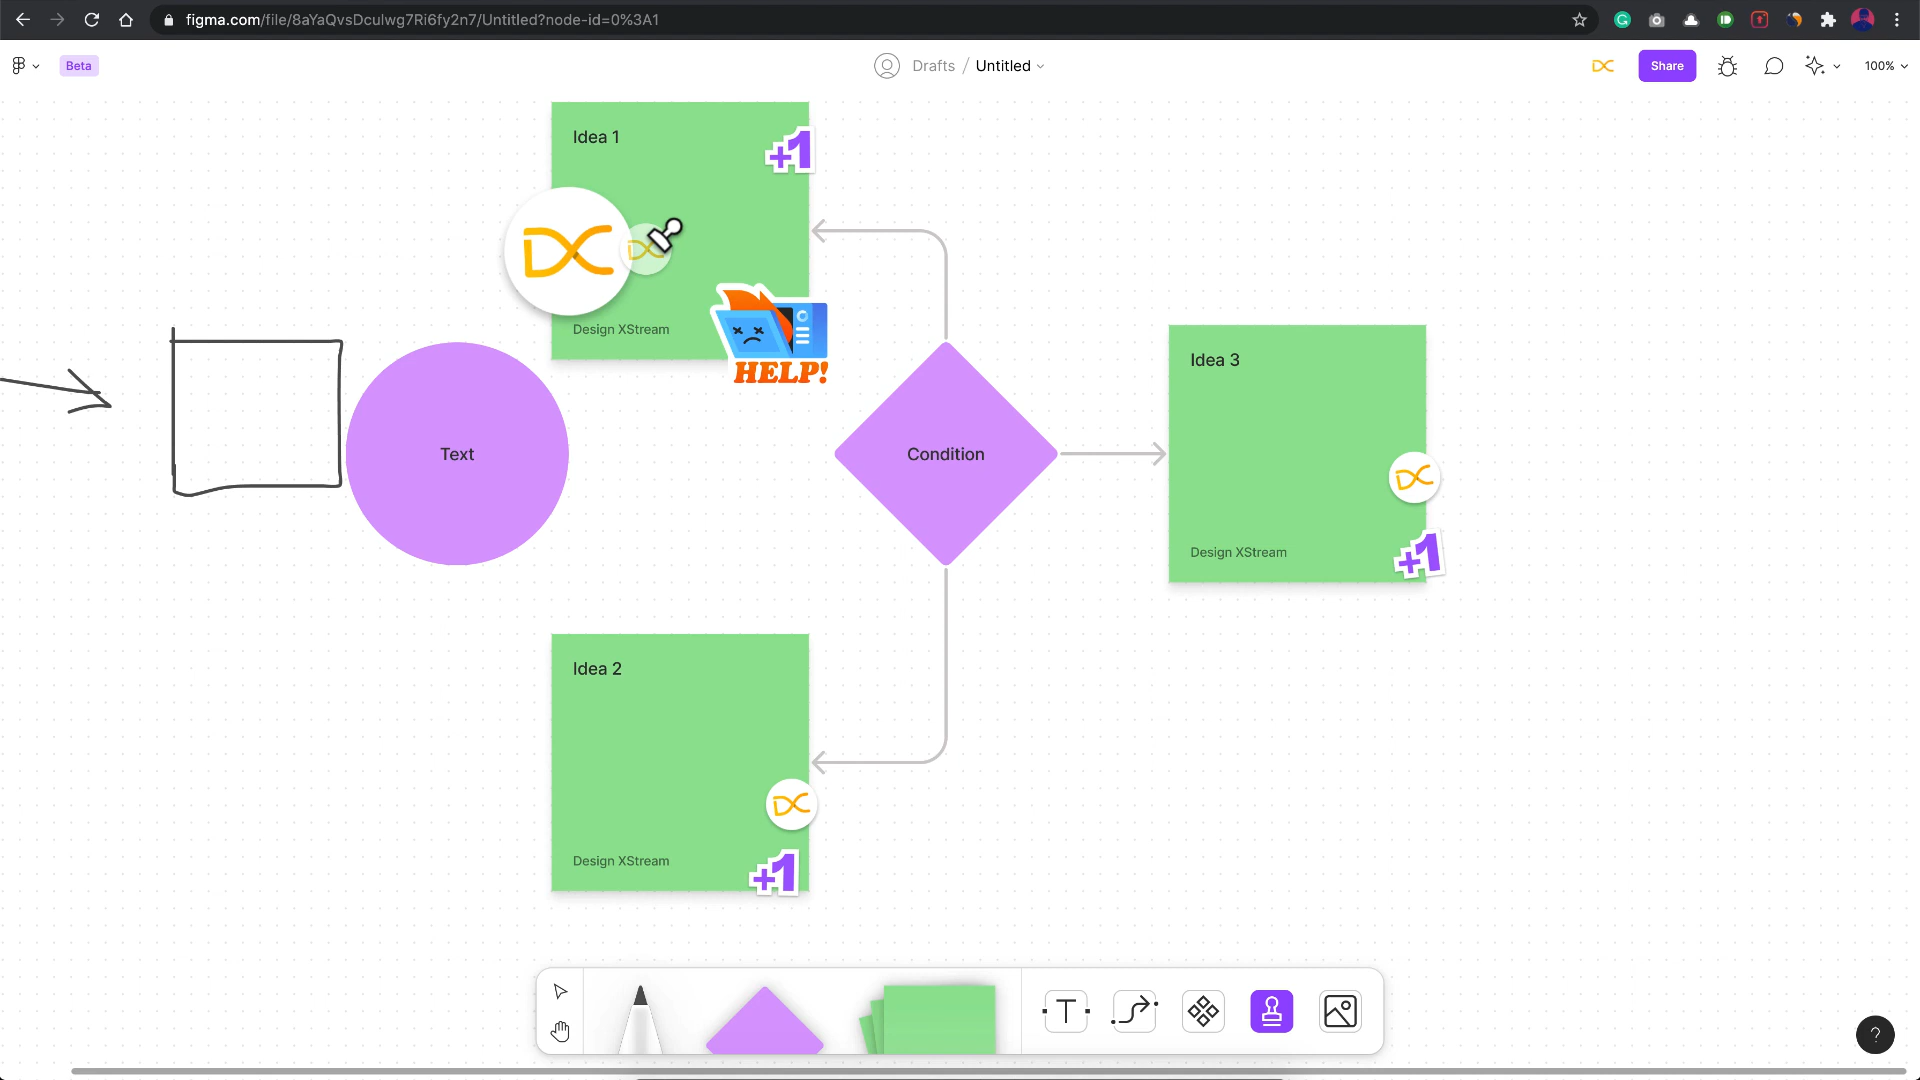 figma.com/file/8aYaQvsDculwg7Ri6fy2n7/Untitled?node-id=0%3A1
Beta
Drafts / Untitled
Share
100%
Idea 1
+1
Design XStream
HELP!
Text
Condition
Idea 3
Design XStream
+1
Idea 2
Design XStream
+1
T
?